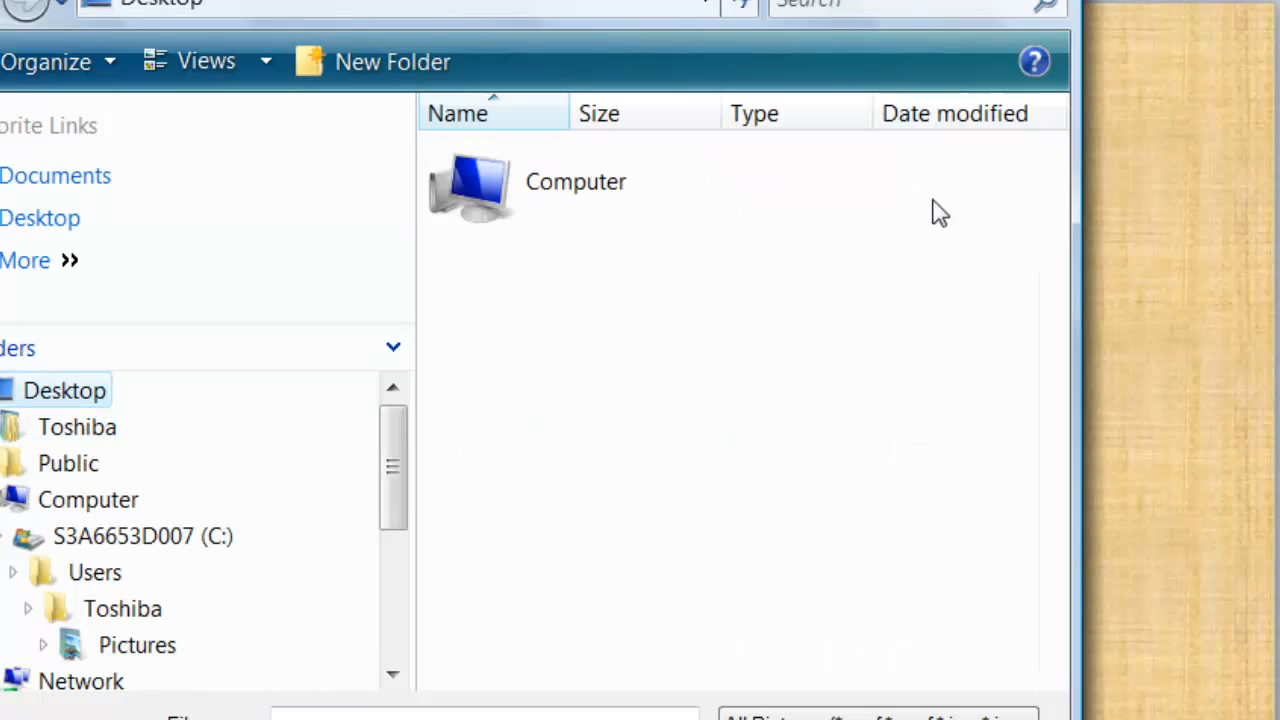 Desktop
Search
Organize Views New Folder
Name Size Type Date modified
orite Links
Computer
Documents
Desktop
More
ders
Desktop
Toshiba
Public
Computer
S3A6653D007 (C:)
Users
Toshiba
Pictures
Network